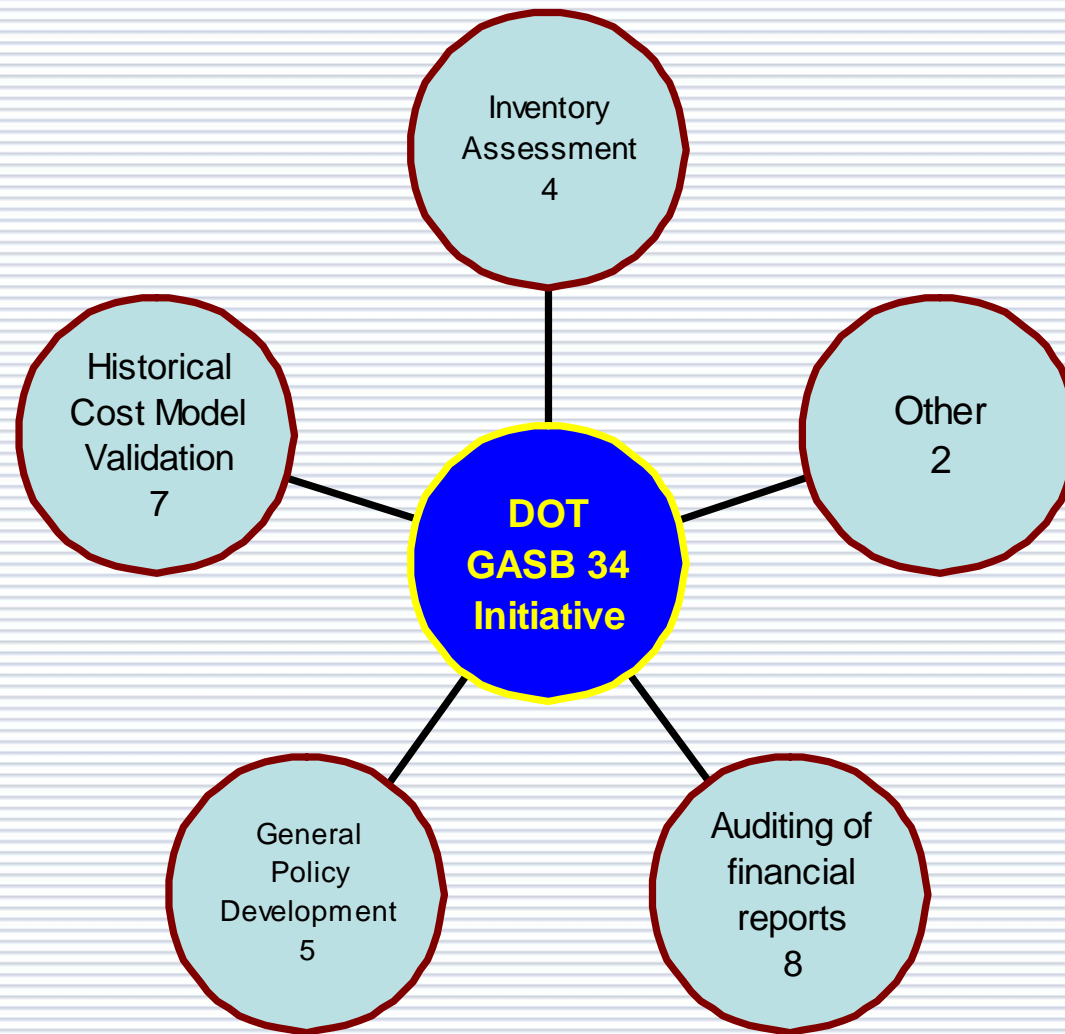 Inventory
Assessment
4
Historical
Cost Model
Validation
7
Other
2
DOT
GASB 34
Initiative
General
Policy
Development
5
Auditing of
financial
reports
8